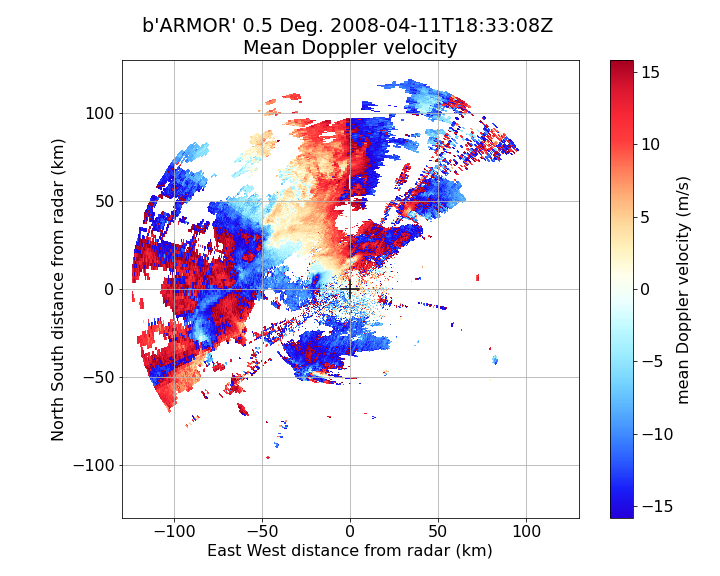 b'ARMOR' 0.5 Deg. 2008-04-11T18:33:08Z
Mean Doppler velocity
North South distance from radar (km)
100
50
0
−50
−100
−100 −50 0 50 100
East West distance from radar (km)
15
10
5
0
−5
−10
−15
mean Doppler velocity (m/s)